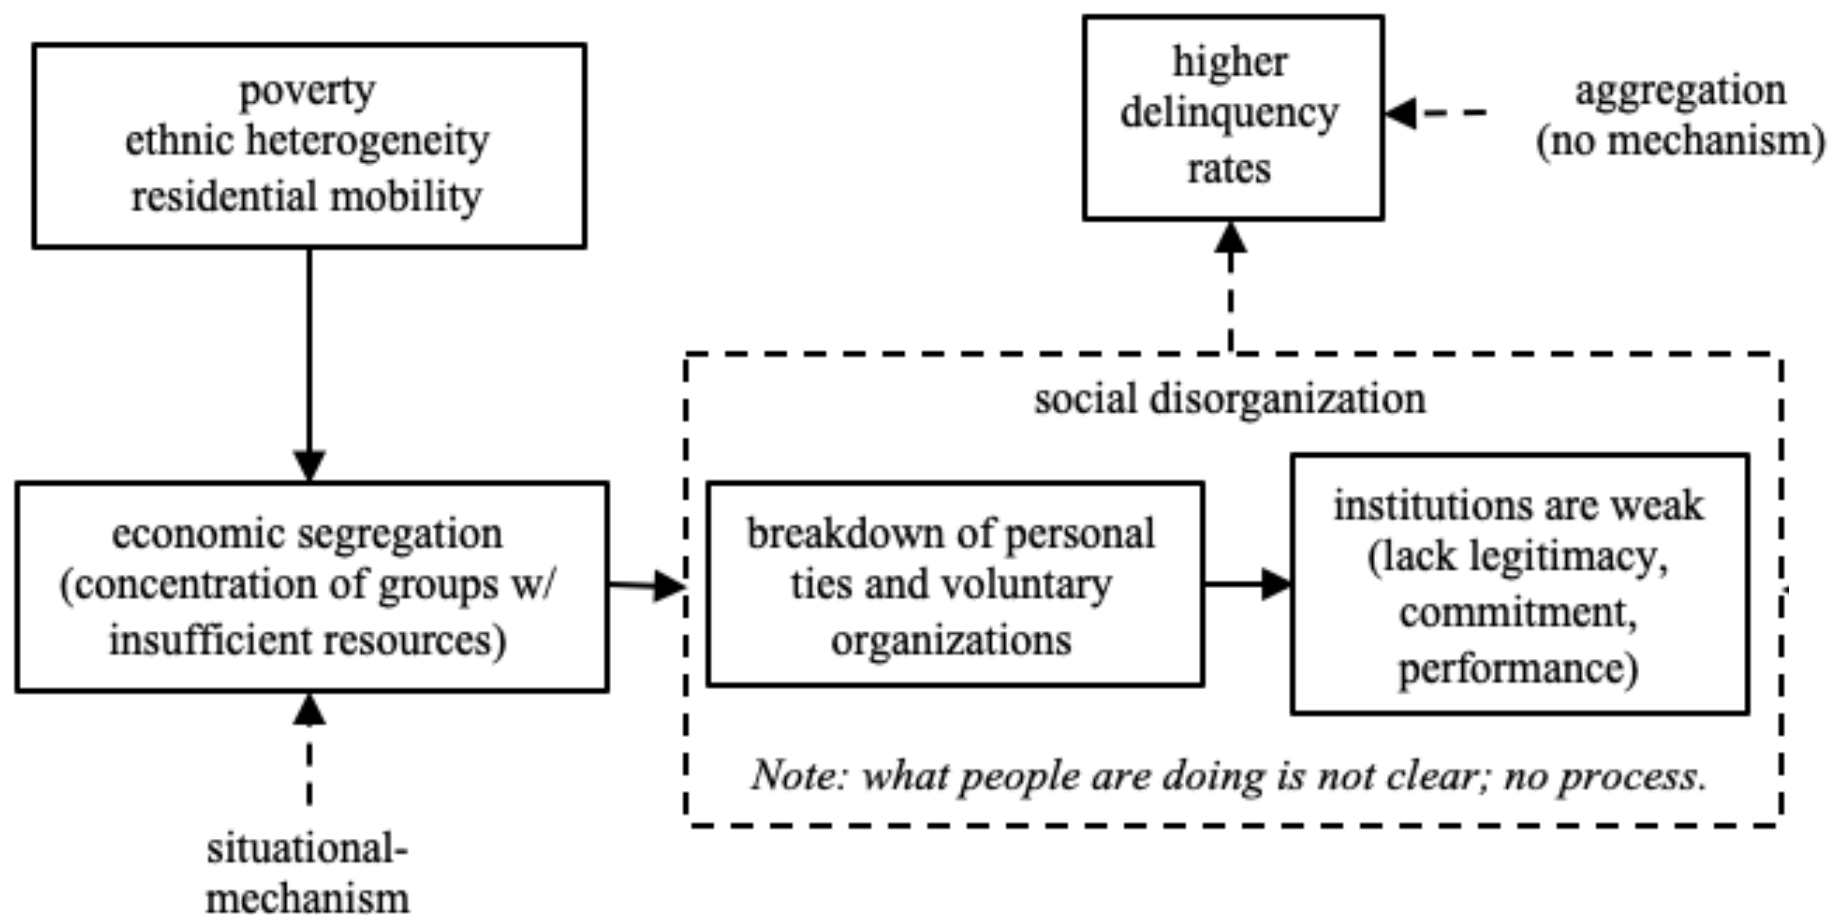 poverty
ethnic heterogeneity
residential mobility
higher
delinquency
rates
aggregation
(no mechanism)
social disorganization
economic segregation
(concentration of groups w/
insufficient resources)
breakdown of personal
ties and voluntary
organizations
institutions are weak
(lack legitimacy,
commitment,
performance)
Note: what people are doing is not clear; no process.
situational-
mechanism